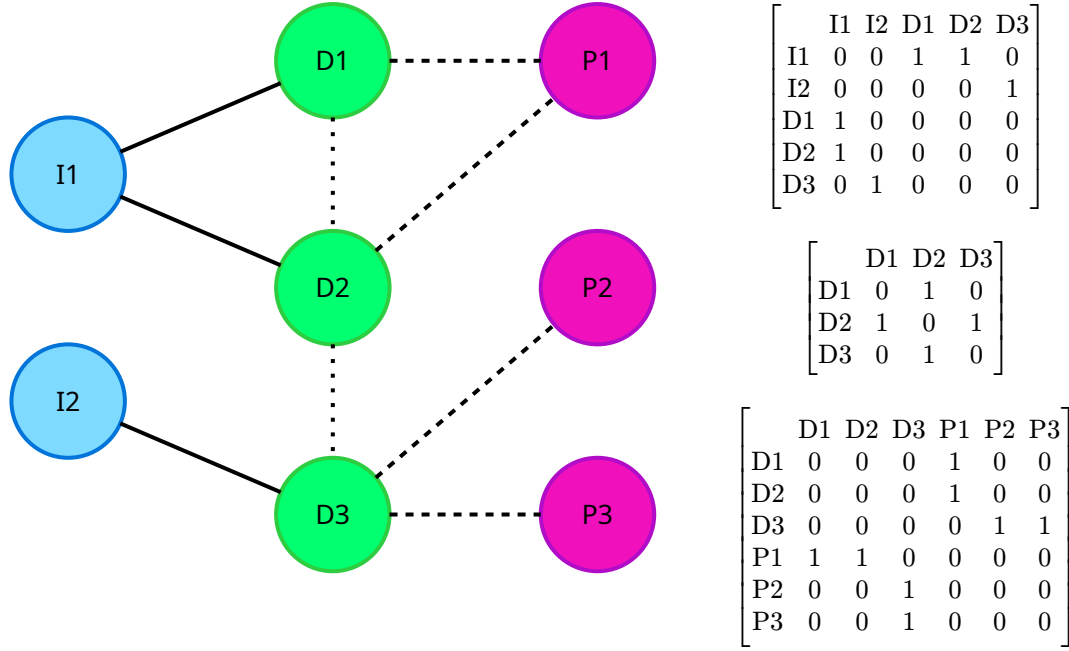 D1
P1
I1
D2
P2
I2
D3
P3
I1 I2 D1 D2 D3
I1 0 0 1 1 0
I2 0 0 0 0 1
D1 1 0 0 0 0
D2 1 0 0 0 0
D3 0 1 0 0 0
D1 D2 D3
D1 0 1 0
D2 1 0 1
D3 0 1 0
D1 D2 D3 P1 P2 P3
D1 0 0 0 1 0 0
D2 0 0 0 1 0 0
D3 0 0 0 0 1 1
P1 1 1 0 0 0 0
P2 0 0 1 0 0 0
P3 0 0 1 0 0 0